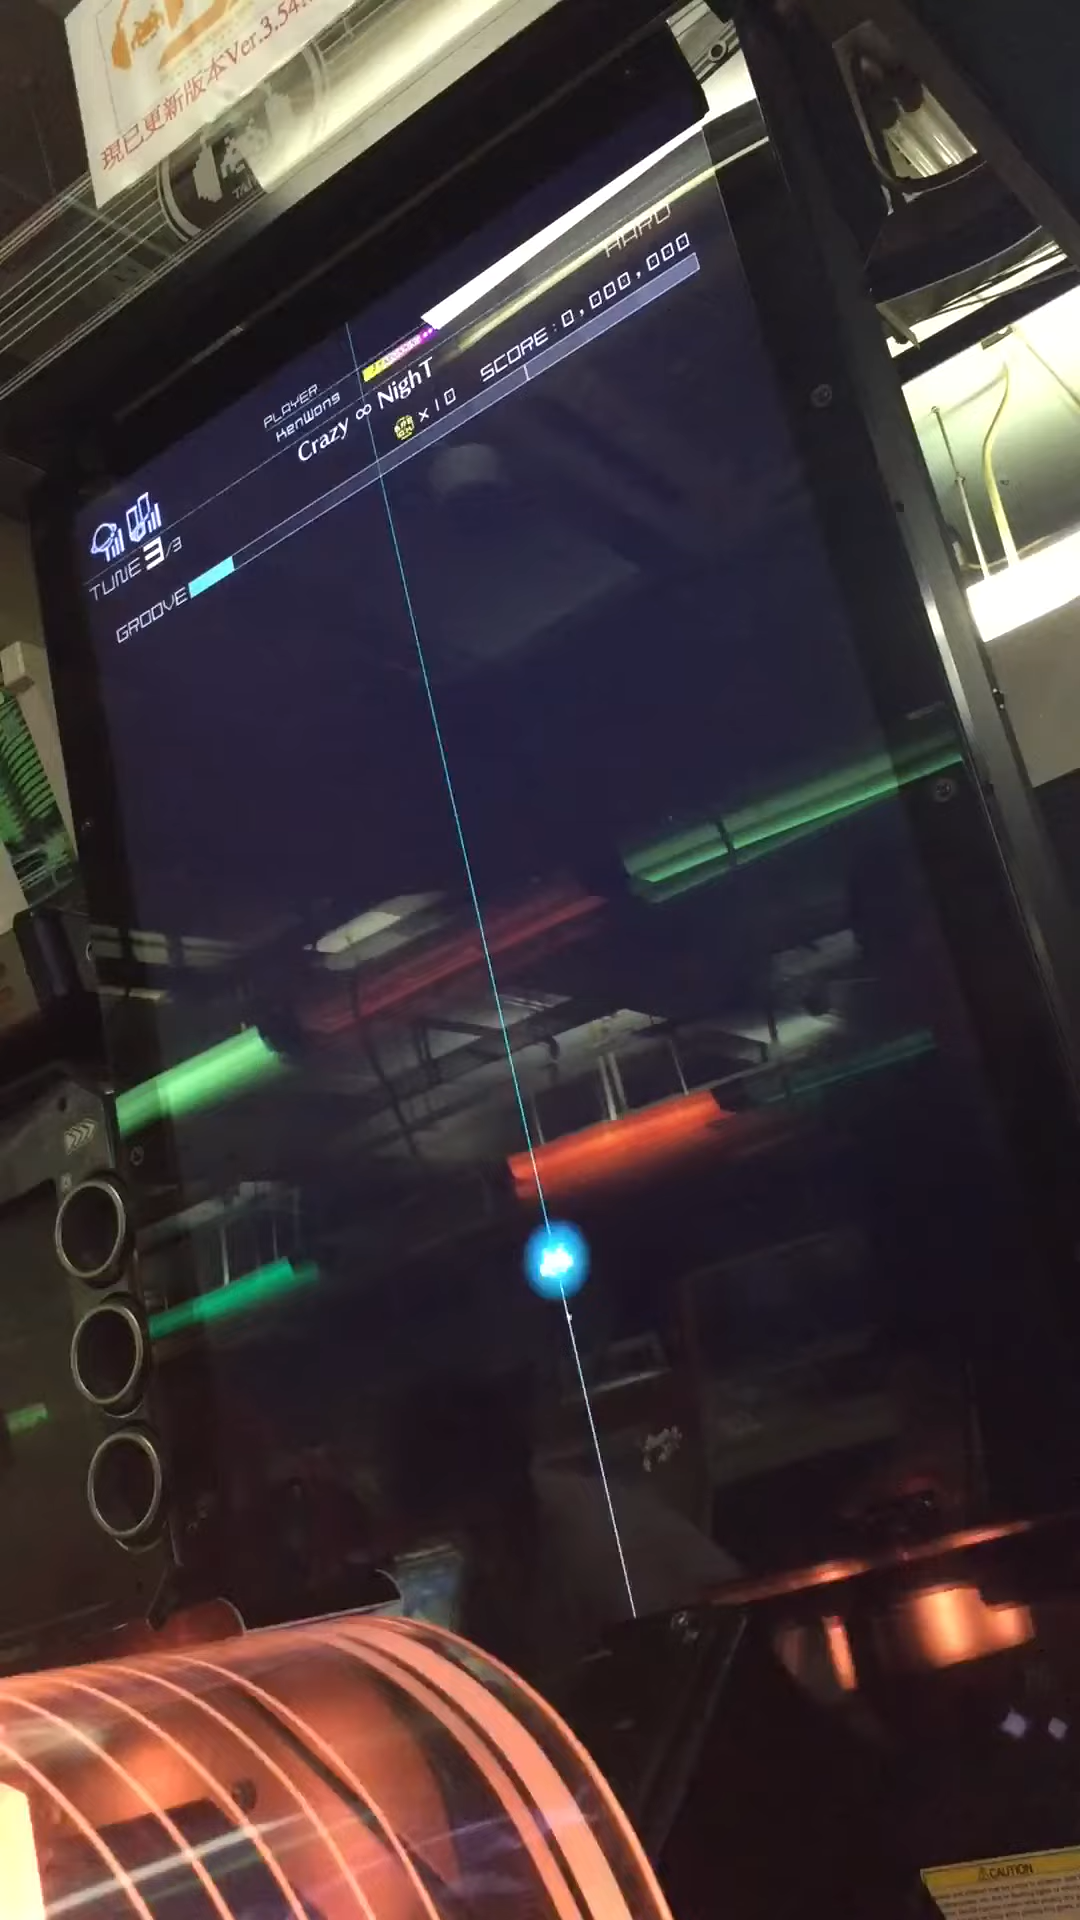 現已更新版本Ver.3.54
HARD
SCORE:0,000,000
PLAYER
KenWong
Crazy ∞ NighT
×10
TUNE 3/3
GROOVE
⚠CAUTION